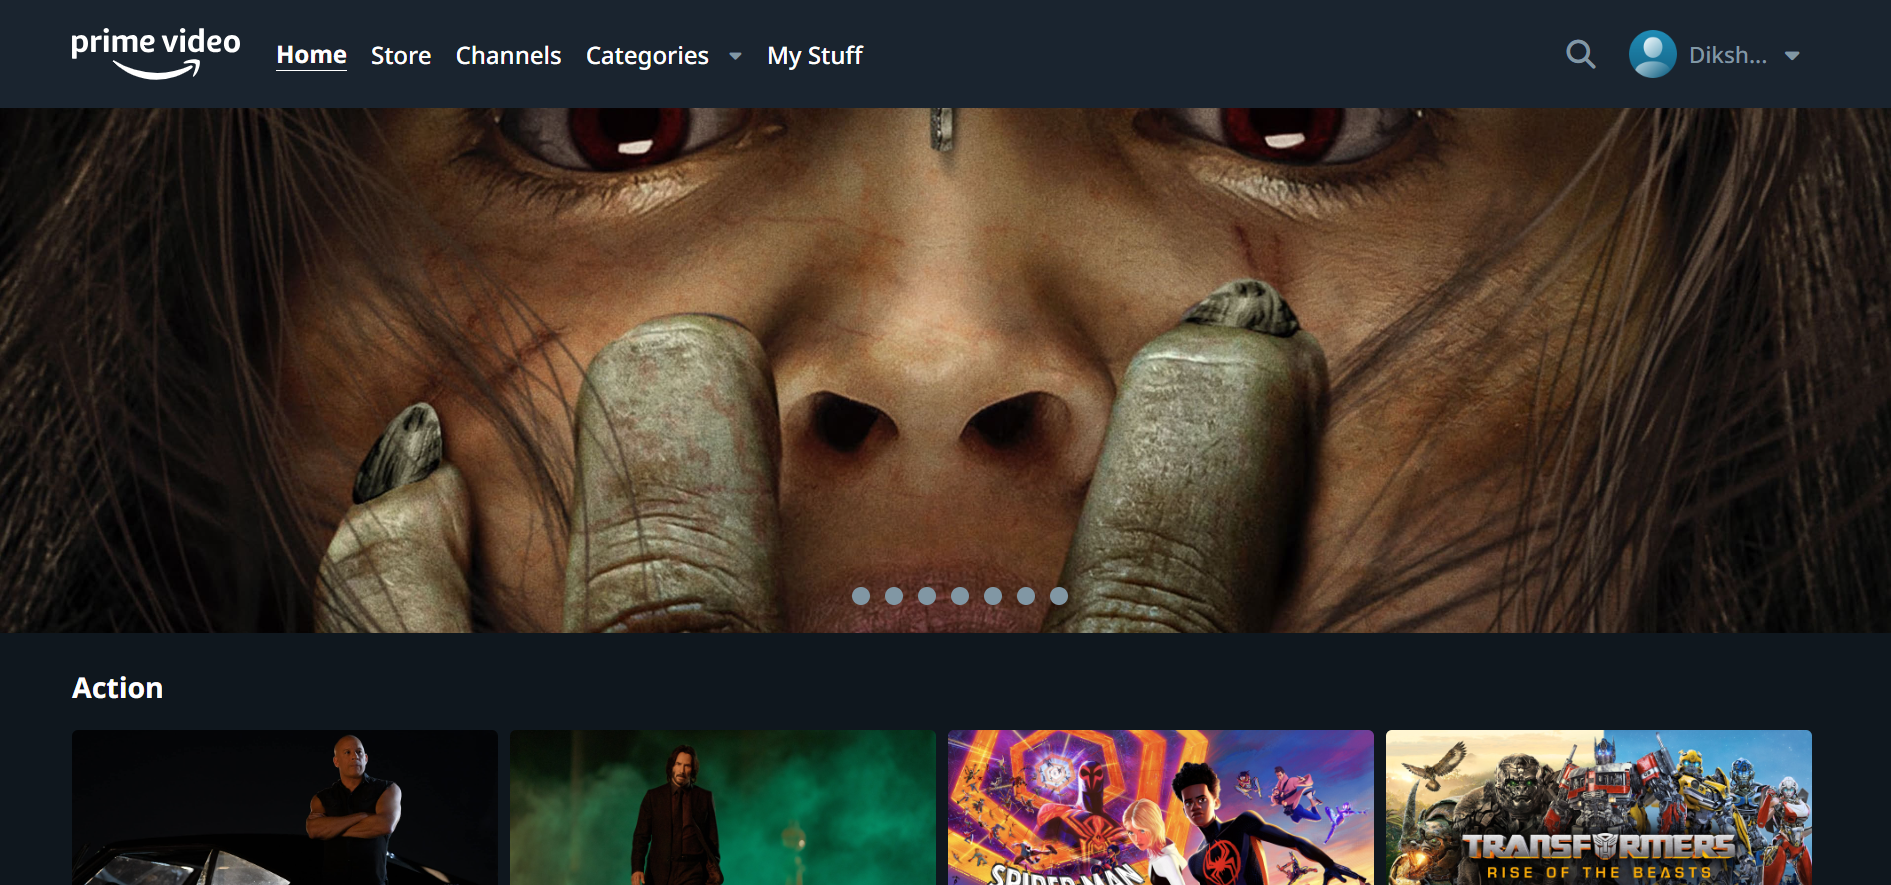 prime video
Home
Store
Channels
Categories
My Stuff
Diksh...
Action
SPIDER-MAN
TRANSFORMERS
RISE OF THE BEASTS